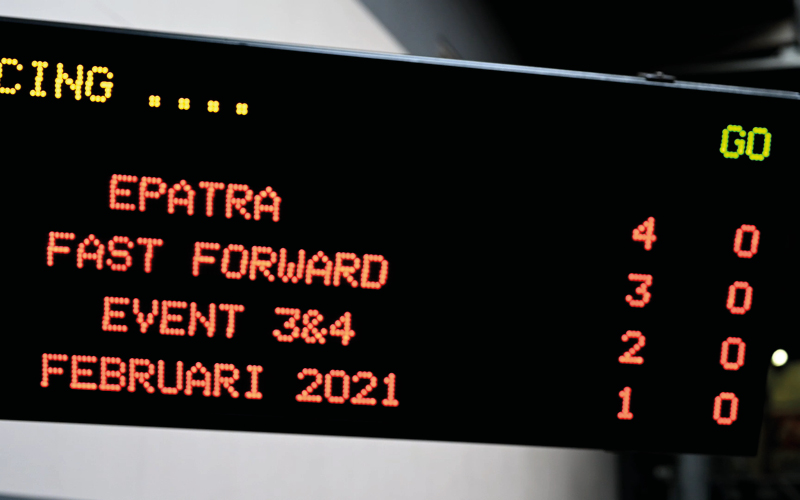 CING ....
GO
EPATRA 4 0
FAST FORWARD 3 0
EVENT 3&4 2 0
FEBRUARI 2021 1 0